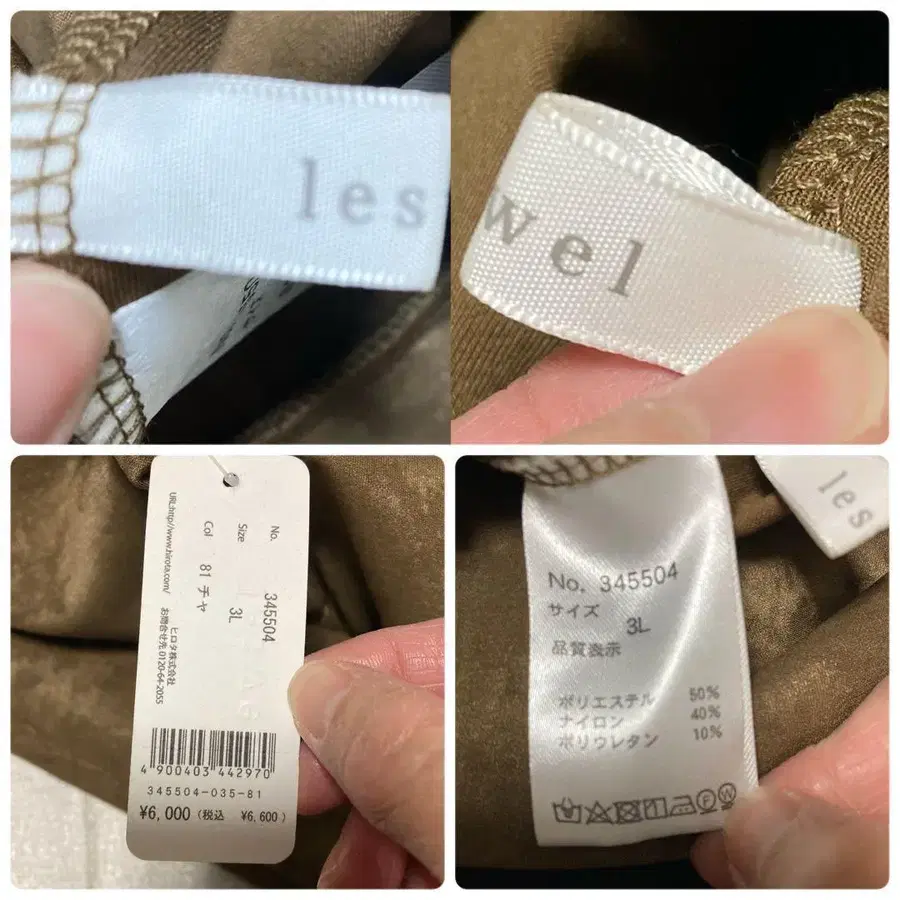 les
wel
No. 345504
Size 3L
Col 81 チャ
URL:http//www.hirota.com/
ヒロタ株式会社
お問合せ先 0120-64-2055
4 900403 442970
345504-035-81
¥6,000(税込 ¥6,600)
les
No. 345504
サイズ
3L
品質表示
ポリエステル 50%
ナイロン 40%
ポリウレタン 10%